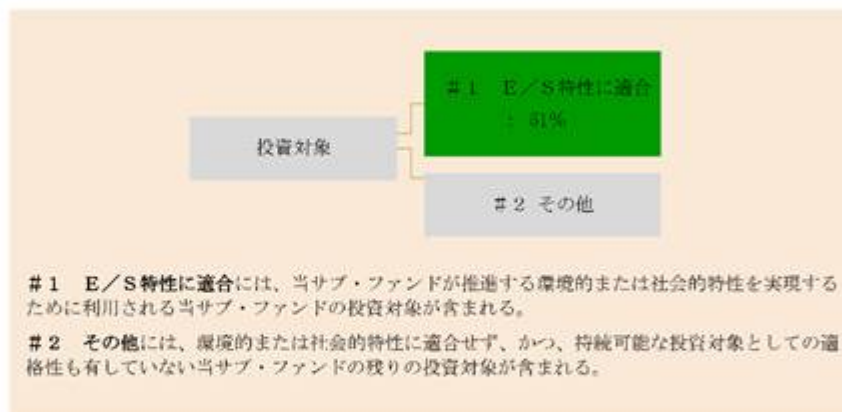 #1 E/S特性に適合
: 51%
投資対象
#2 その他
#1 E/S特性に適合には、当サブ・ファンドが推進する環境的または社会的特性を実現する
ために利用される当サブ・ファンドの投資対象が含まれる。
#2 その他には、環境的または社会的特性に適合せず、かつ、持続可能な投資対象としての適
格性も有していない当サブ・ファンドの残りの投資対象が含まれる。